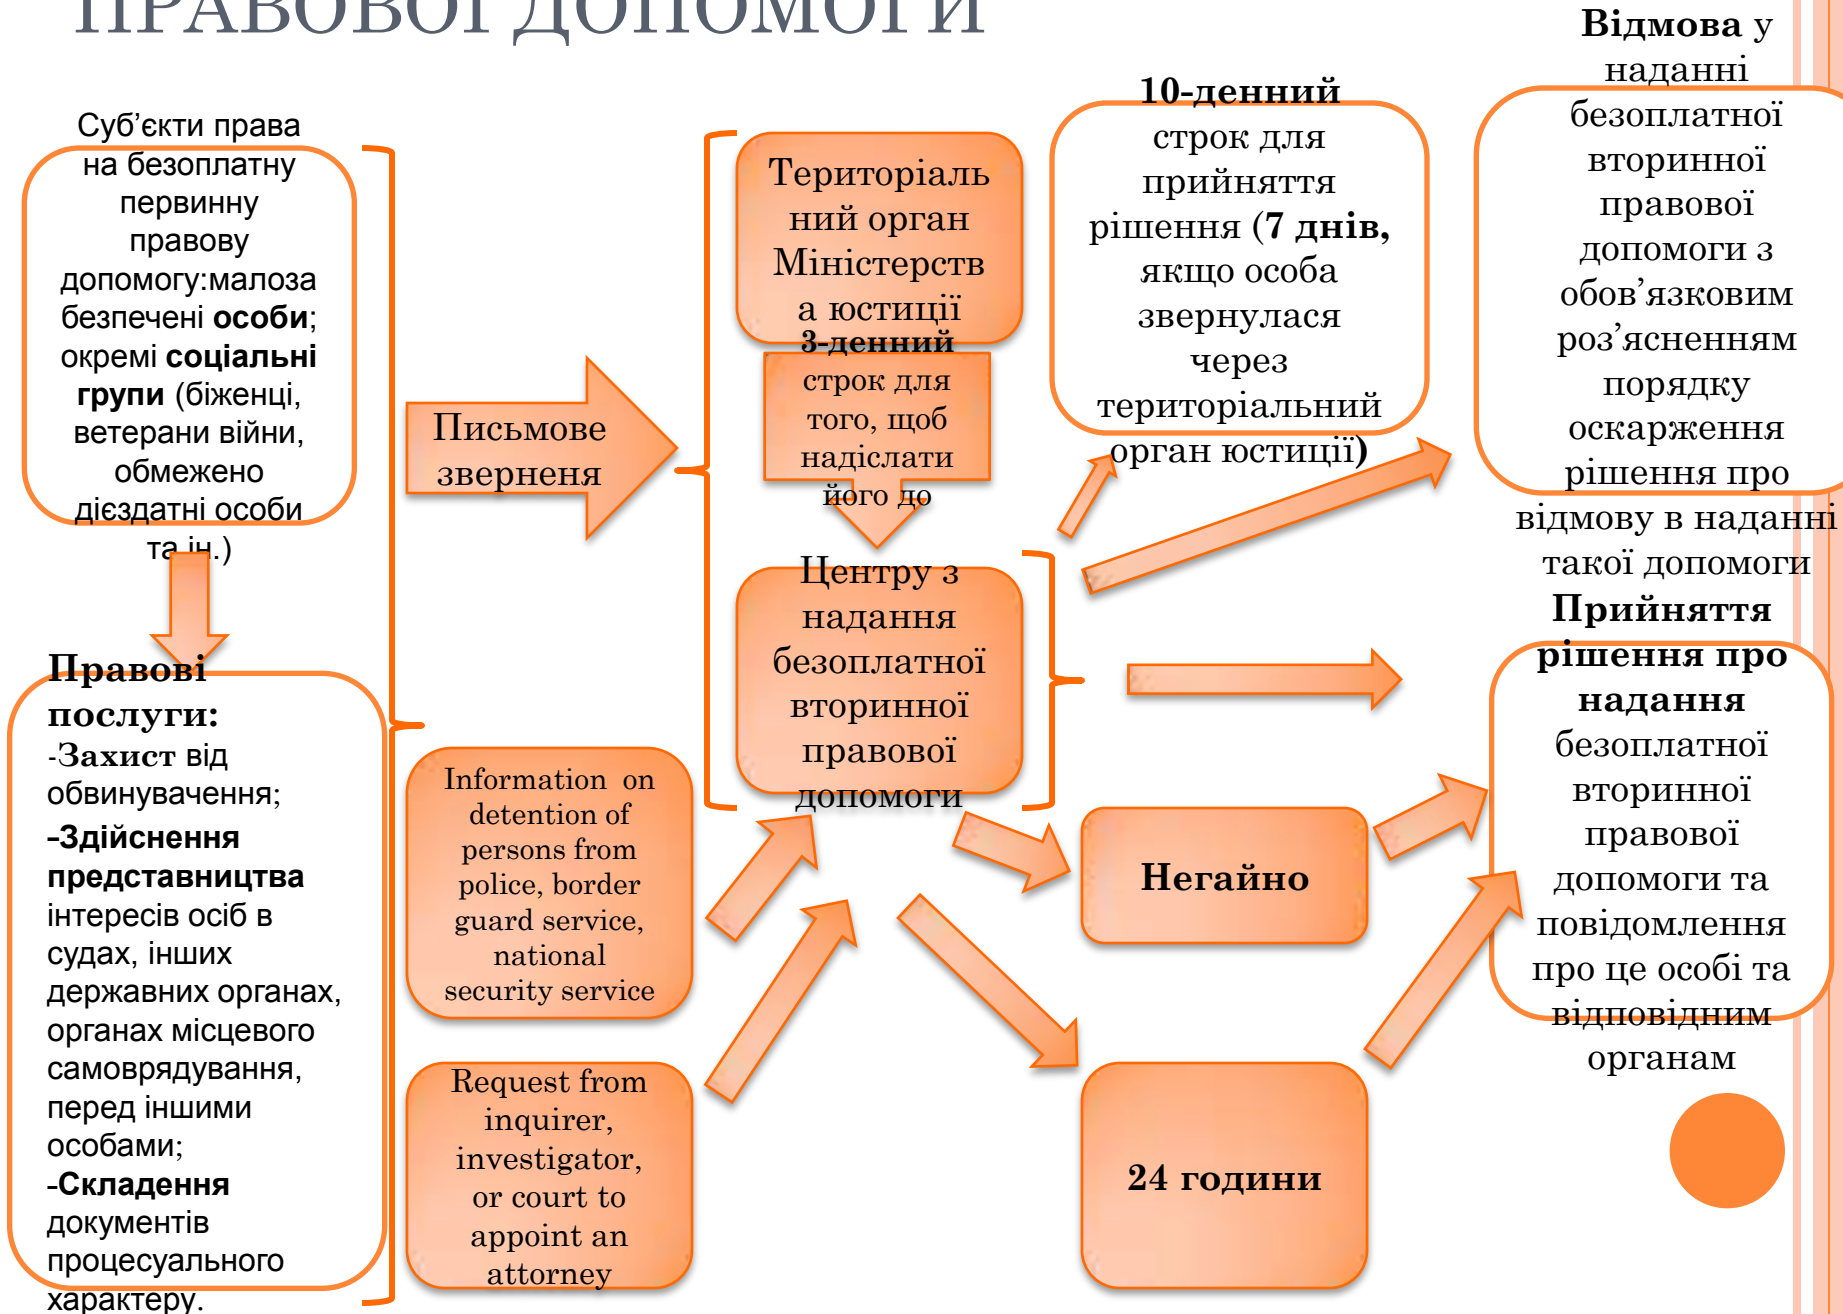 ПРАВОВОЇ ДОПОМОГИ
Суб’єкти права
на безоплатну
первинну
правову
допомогу:малоза
безпечені особи;
окремі соціальні
групи (біженці,
ветерани війни,
обмежено
дієздатні особи
та ін.)
Правові
послуги:
-Захист від
обвинувачення;
-Здійснення
представництва
інтересів осіб в
судах, інших
державних органах,
органах місцевого
самоврядування,
перед іншими
особами;
-Складення
документів
процесуального
характеру.
Письмове
зверненя
Information on
detention of
persons from
police, border
guard service,
national
security service
Request from
inquirer,
investigator,
or court to
appoint an
attorney
Територіаль
ний орган
Міністерств
а юстиції
3-денний
строк для
того, щоб
надіслати
його до
Центру з
надання
безоплатної
вторинної
правової
допомоги
10-денний
строк для
прийняття
рішення (7 днів,
якщо особа
звернулася
через
територіальний
орган юстиції)
Негайно
24 години
Відмова у
наданні
безоплатної
вторинної
правової
допомоги з
обов’язковим
роз’ясненням
порядку
оскарження
рішення про
відмову в наданні
такої допомоги
Прийняття
рішення про
надання
безоплатної
вторинної
правової
допомоги та
повідомлення
про це особі та
відповідним
органам